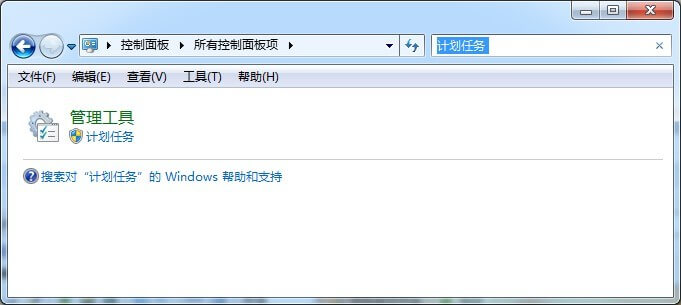 控制面板 ▸ 所有控制面板项 ▸ 计划任务
文件(F) 编辑(E) 查看(V) 工具(T) 帮助(H)
管理工具
计划任务
搜索对“计划任务”的 Windows 帮助和支持